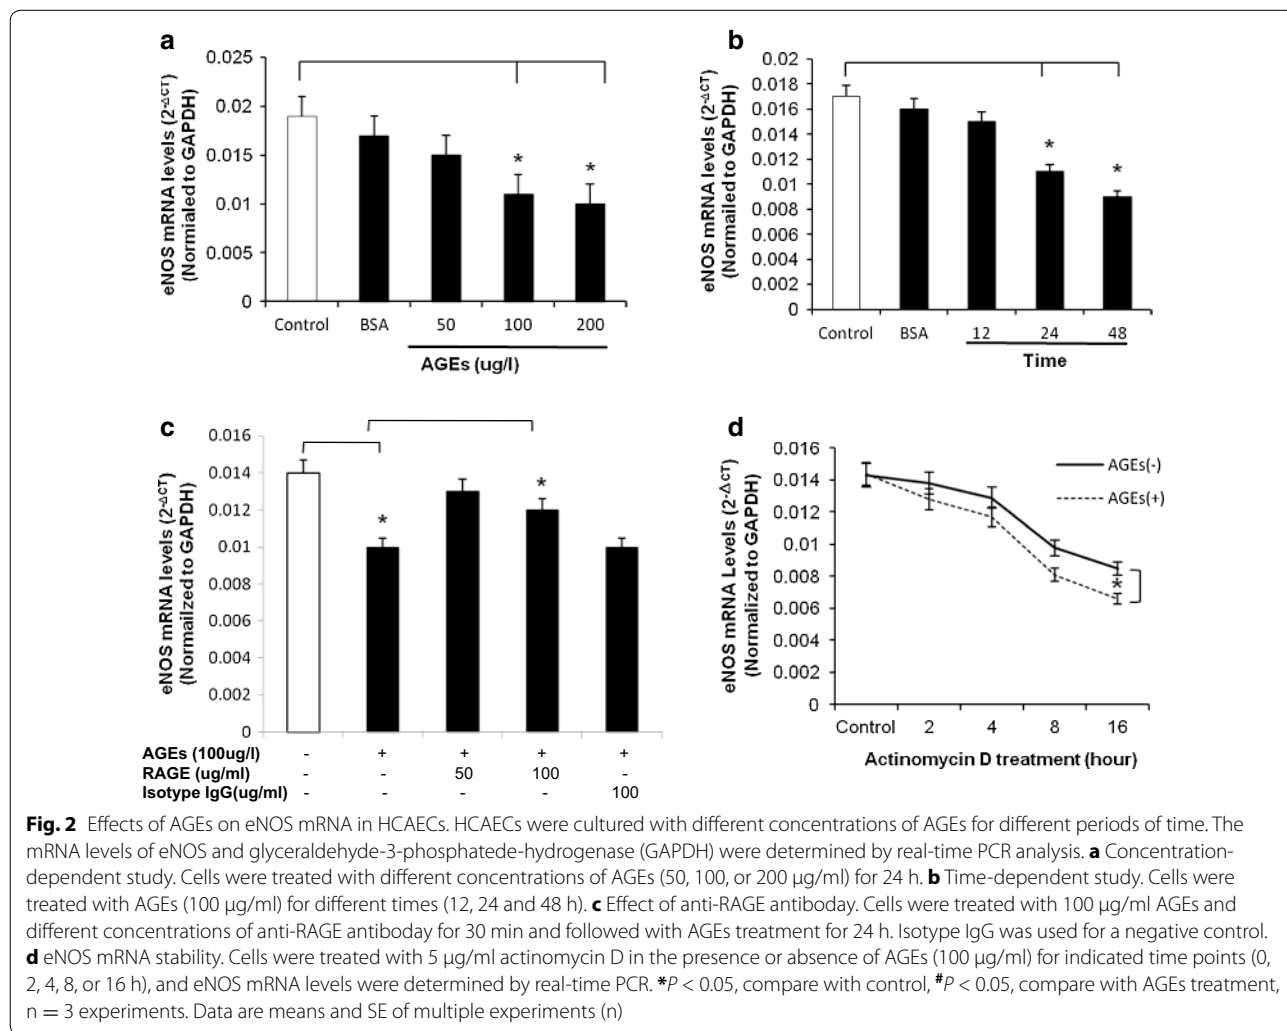 a
0.025
0.02
0.015
0.01
0.005
0
eNOS mRNA levels (2-ΔCT)
(Normialed to GAPDH)
*
*
Control BSA 50 100 200
AGEs (ug/l)
b
0.02
0.018
0.016
0.014
0.012
0.01
0.008
0.006
0.004
0.002
0
eNOS mRNA levels (2-ΔCT)
(Normailed to GAPDH)
*
*
Control BSA 12 24 48
Time
c
0.016
0.014
0.012
0.01
0.008
0.006
0.004
0.002
0
eNOS mRNA levels (2-ΔCT)
(Normailzed to GAPDH)
*
*
AGEs (100ug/l) - + + + +
RAGE (ug/ml) - - 50 100 -
Isotype IgG(ug/ml) - - - - 100
d
0.016
0.014
0.012
0.01
0.008
0.006
0.004
0.002
0
eNOS mRNA Levels (2-ΔCT)
(Normalized to GAPDH)
AGEs(-)
AGEs(+)
*
Control 2 4 8 16
Actinomycin D treatment (hour)
Fig. 2 Effects of AGEs on eNOS mRNA in HCAECs. HCAECs were cultured with different concentrations of AGEs for different periods of time. The
mRNA levels of eNOS and glyceraldehyde-3-phosphatede-hydrogenase (GAPDH) were determined by real-time PCR analysis. a Concentration-
dependent study. Cells were treated with different concentrations of AGEs (50, 100, or 200 µg/ml) for 24 h. b Time-dependent study. Cells were
treated with AGEs (100 µg/ml) for different times (12, 24 and 48 h). c Effect of anti-RAGE antiboday. Cells were treated with 100 µg/ml AGEs and
different concentrations of anti-RAGE antiboday for 30 min and followed with AGEs treatment for 24 h. Isotype IgG was used for a negative control.
d eNOS mRNA stability. Cells were treated with 5 µg/ml actinomycin D in the presence or absence of AGEs (100 µg/ml) for indicated time points (0,
2, 4, 8, or 16 h), and eNOS mRNA levels were determined by real-time PCR. *P < 0.05, compare with control, #P < 0.05, compare with AGEs treatment,
n = 3 experiments. Data are means and SE of multiple experiments (n)